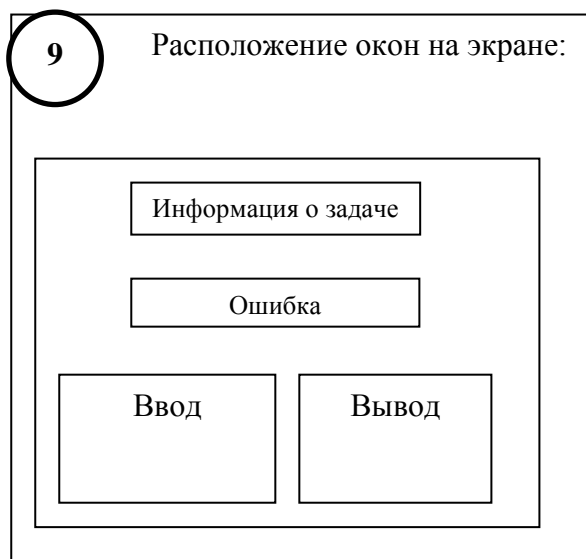 9
Расположение окон на экране:
Информация о задаче
Ошибка
Ввод
Вывод